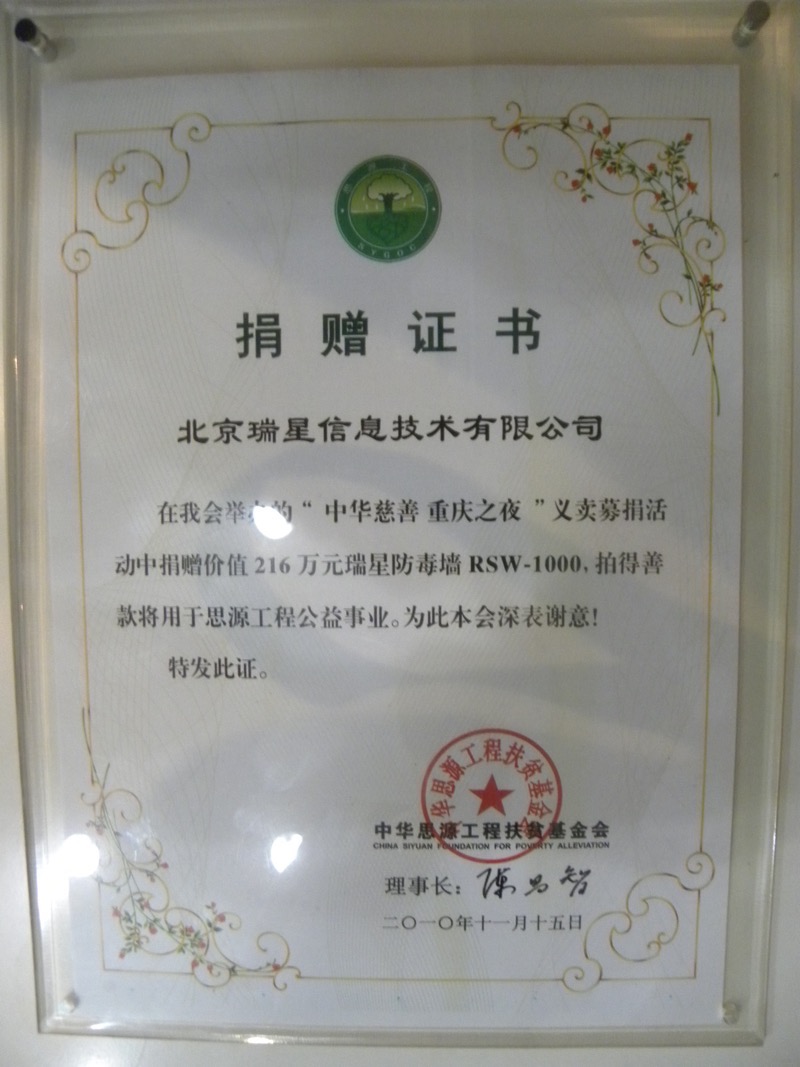 SYGOG
捐赠证书
北京瑞星信息技术有限公司
在我会举办的“中华慈善 重庆之夜”义卖募捐活
动中捐赠价值216万元瑞星防毒墙RSW-1000，拍得善
款将用于思源工程公益事业。为此本会深表谢意！
特发此证。
中华思源工程扶贫基金会
中华思源工程扶贫基金会
CHINA SIYUAN FOUNDATION FOR POVERTY ALLEVIATION
理事长：陈昌智
二〇一〇年十一月十五日